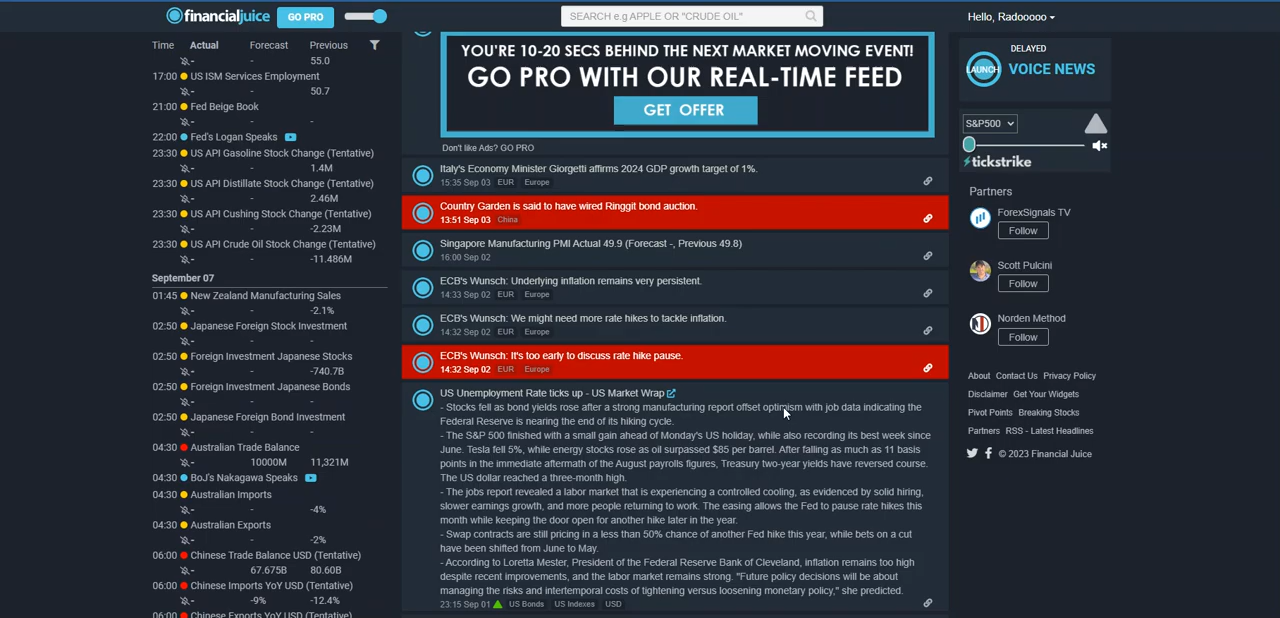 financialjuice
GO PRO
SEARCH e.g APPLE OR "CRUDE OIL"
Hello, Radooooo
Time Actual Forecast Previous
- - 55.0
17:00 US ISM Services Employment
- - 50.7
21:00 Fed Beige Book
22:00 Fed's Logan Speaks
23:30 US API Gasoline Stock Change (Tentative)
- - 1.4M
23:30 US API Distillate Stock Change (Tentative)
- - 2.46M
23:30 US API Cushing Stock Change (Tentative)
- - -2.23M
23:30 US API Crude Oil Stock Change (Tentative)
- - -11.486M
September 07
01:45 New Zealand Manufacturing Sales
- - -2.1%
02:50 Japanese Foreign Stock Investment
- - -
02:50 Foreign Investment Japanese Stocks
- - -740.7B
02:50 Foreign Investment Japanese Bonds
- - -
02:50 Japanese Foreign Bond Investment
- - -
04:30 Australian Trade Balance
- 10000M 11,321M
04:30 BoJ's Nakagawa Speaks
04:30 Australian Imports
- - -4%
04:30 Australian Exports
- - -2%
06:00 Chinese Trade Balance USD (Tentative)
- 67.675B 80.60B
06:00 Chinese Imports YoY USD (Tentative)
- -9% -12.4%
06:00 Chinese Exports YoY USD (Tentative)
YOU'RE 10-20 SECS BEHIND THE NEXT MARKET MOVING EVENT!
GO PRO WITH OUR REAL-TIME FEED
GET OFFER
Don't like Ads? GO PRO
Italy's Economy Minister Giorgetti affirms 2024 GDP growth target of 1%.
15:35 Sep 03 EUR Europe
Country Garden is said to have wired Ringgit bond auction.
13:51 Sep 03 China
Singapore Manufacturing PMI Actual 49.9 (Forecast -, Previous 49.8)
16:00 Sep 02
ECB's Wunsch: Underlying inflation remains very persistent.
14:33 Sep 02 EUR Europe
ECB's Wunsch: We might need more rate hikes to tackle inflation.
14:32 Sep 02 EUR Europe
ECB's Wunsch: It's too early to discuss rate hike pause.
14:32 Sep 02 EUR Europe
US Unemployment Rate ticks up - US Market Wrap
- Stocks fell as bond yields rose after a strong manufacturing report offset optimism with job data indicating the
Federal Reserve is nearing the end of its hiking cycle.
- The S&P 500 finished with a small gain ahead of Monday's US holiday, while also recording its best week since
June. Tesla fell 5%, while energy stocks rose as oil surpassed $85 per barrel. After falling as much as 11 basis
points in the immediate aftermath of the August payrolls figures, Treasury two-year yields have reversed course.
The US dollar reached a three-month high.
- The jobs report revealed a labor market that is experiencing a controlled cooling, as evidenced by solid hiring,
slower earnings growth, and more people returning to work. The easing allows the Fed to pause rate hikes this
month while keeping the door open for another hike later in the year.
- Swap contracts are still pricing in a less than 50% chance of another Fed hike this year, while bets on a cut
have been shifted from June to May.
- According to Loretta Mester, President of the Federal Reserve Bank of Cleveland, inflation remains too high
despite recent improvements, and the labor market remains strong. "Future policy decisions will be about
managing the risks and intertemporal costs of tightening versus loosening monetary policy," she predicted.
23:15 Sep 01 US Bonds US Indexes USD
DELAYED
LAUNCH VOICE NEWS
S&P500
tickstrike
Partners
ForexSignals TV
Follow
Scott Pulcini
Follow
Norden Method
Follow
About Contact Us Privacy Policy
Disclaimer Get Your Widgets
Pivot Points Breaking Stocks
Partners RSS - Latest Headlines
© 2023 Financial Juice